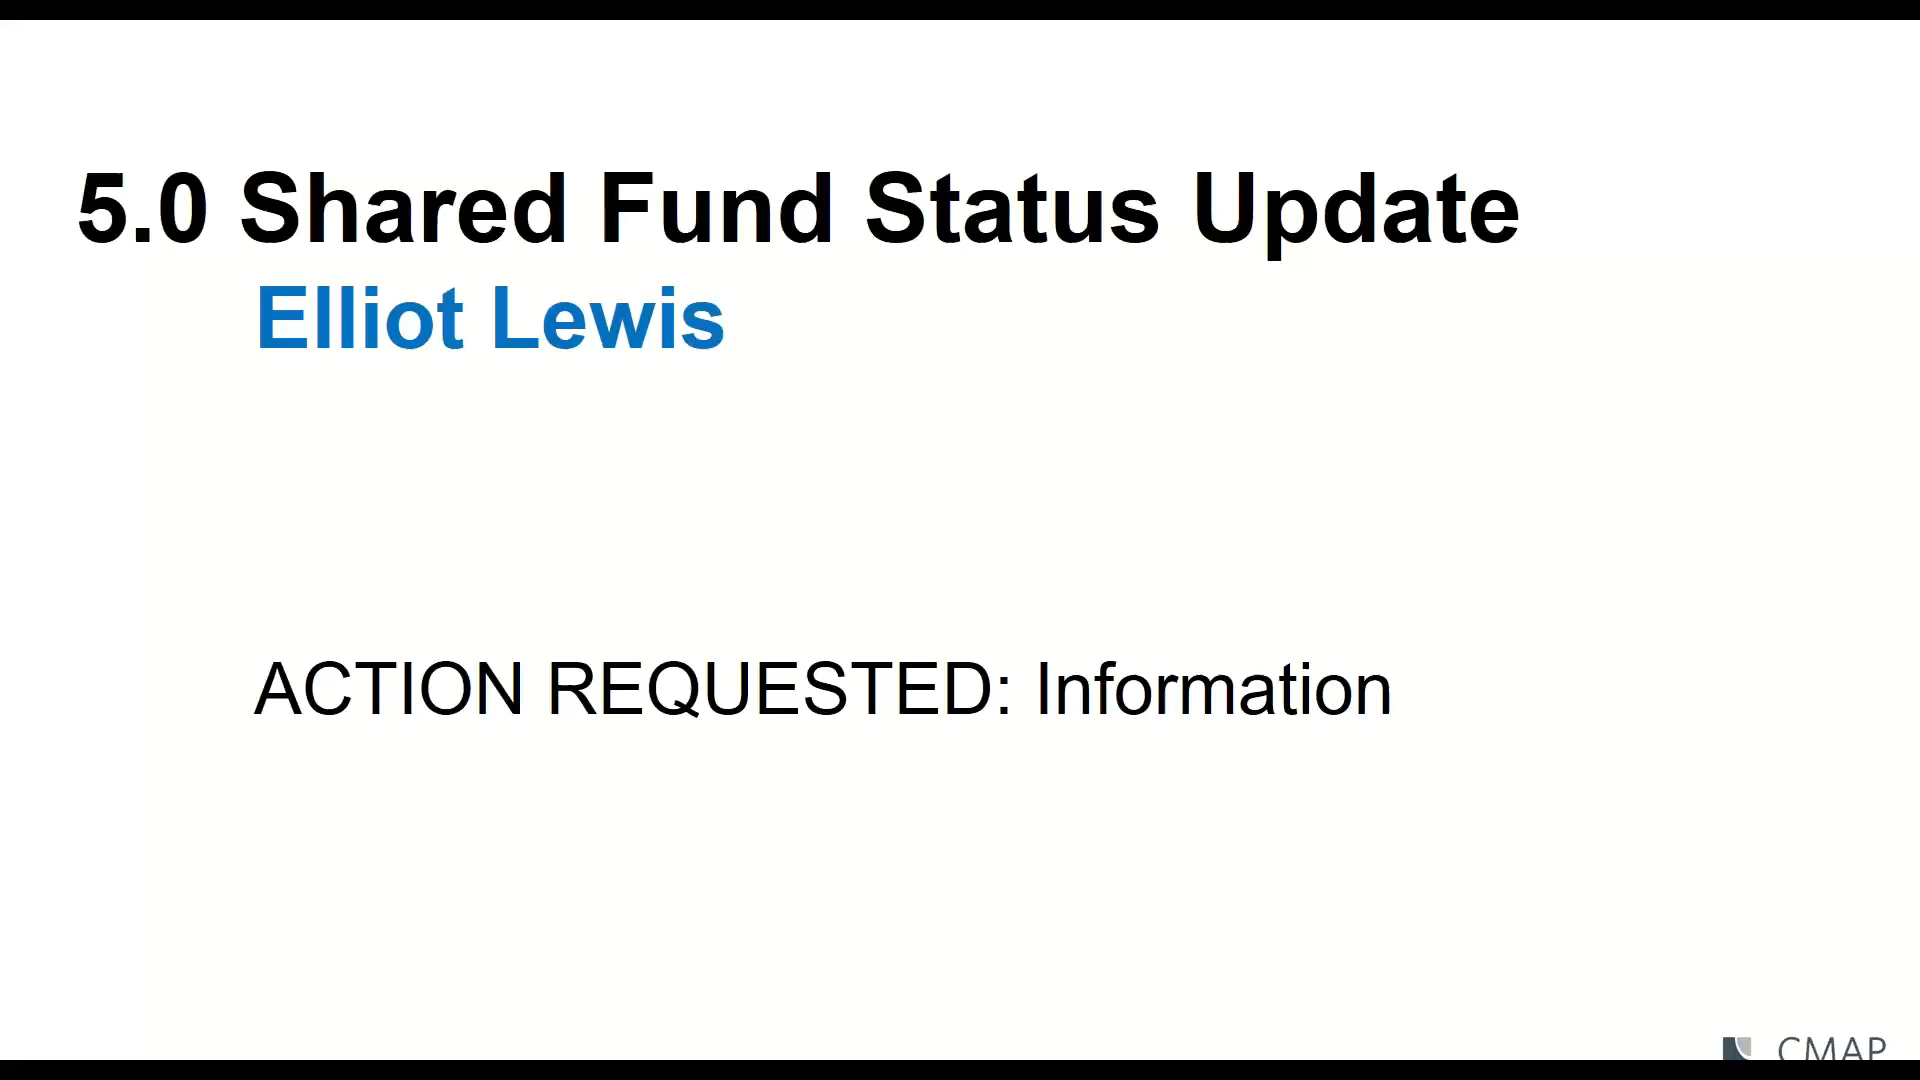 5.0 Shared Fund Status Update
Elliot Lewis
ACTION REQUESTED: Information
CMAP